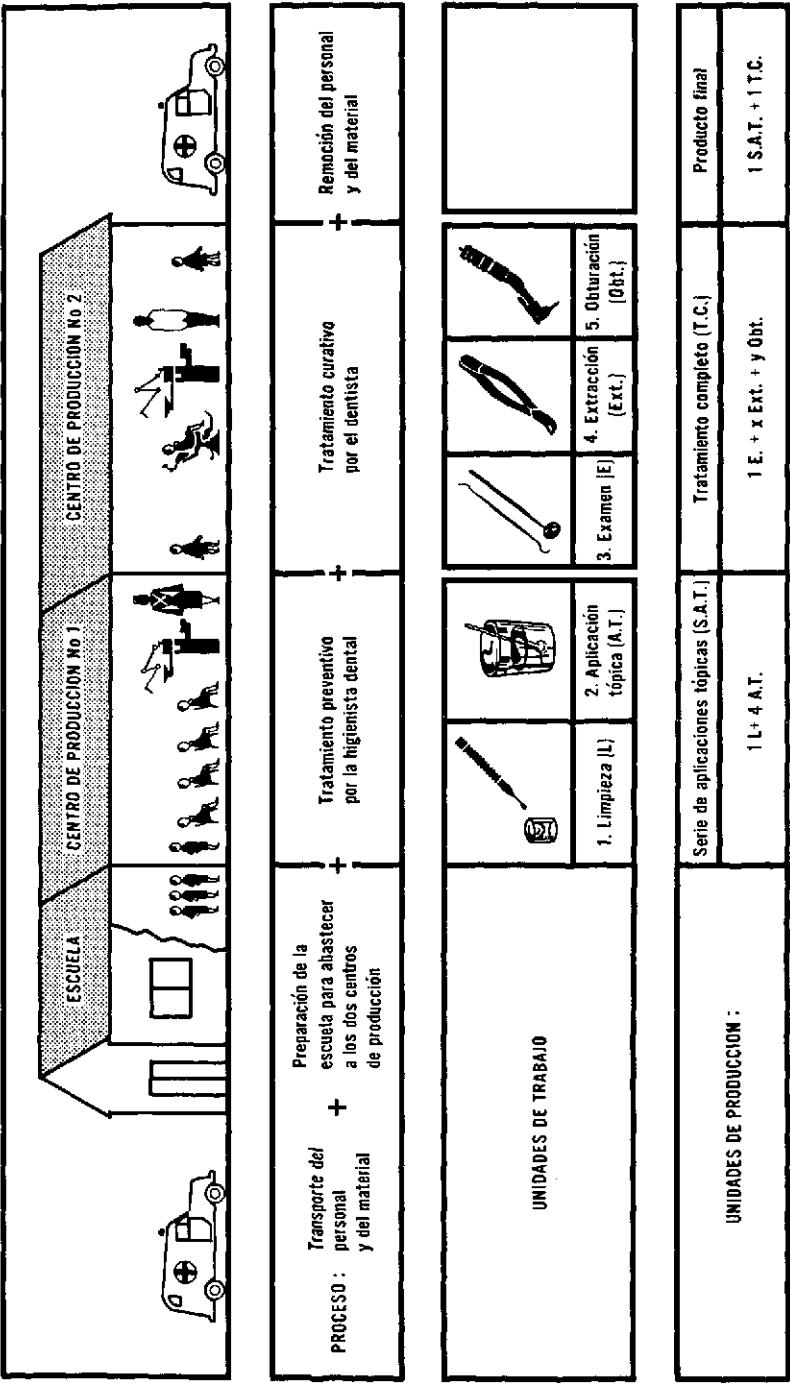 ESCUELA
CENTRO DE PRODUCCION No 1
CENTRO DE PRODUCCION No 2
PROCESO :
Transporte del
personal
y del material
+
Preparación de la
escuela para abastecer
a los dos centros
de producción
+
Tratamiento preventivo
por la higienista dental
+
Tratamiento curativo
por el dentista
+
Remoción del personal
y del material
UNIDADES DE TRABAJO
1. Limpieza (L)
2. Aplicación
tópica (A.T.)
3. Examen (E)
4. Extracción
(Ext.)
5. Obturación
(Obt.)
UNIDADES DE PRODUCCION :
Serie de aplicaciones tópicas (S.A.T.)
1 L + 4 A.T.
Tratamiento completo (T.C.)
1 E. + x Ext. + y Obt.
Producto final
1 S.A.T. + 1 T.C.